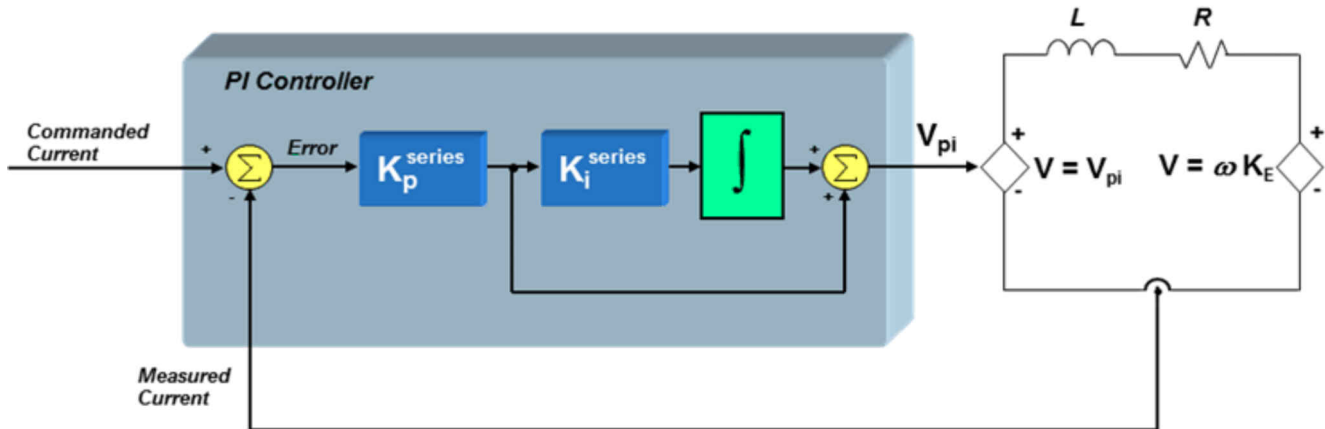 L
R
PI Controller
Commanded
Current
+
Σ
-
Error
K_p^series
K_i^series
∫
+
Σ
+
V_pi
+
V = V_pi
-
V = ω K_E
+
-
Measured
Current